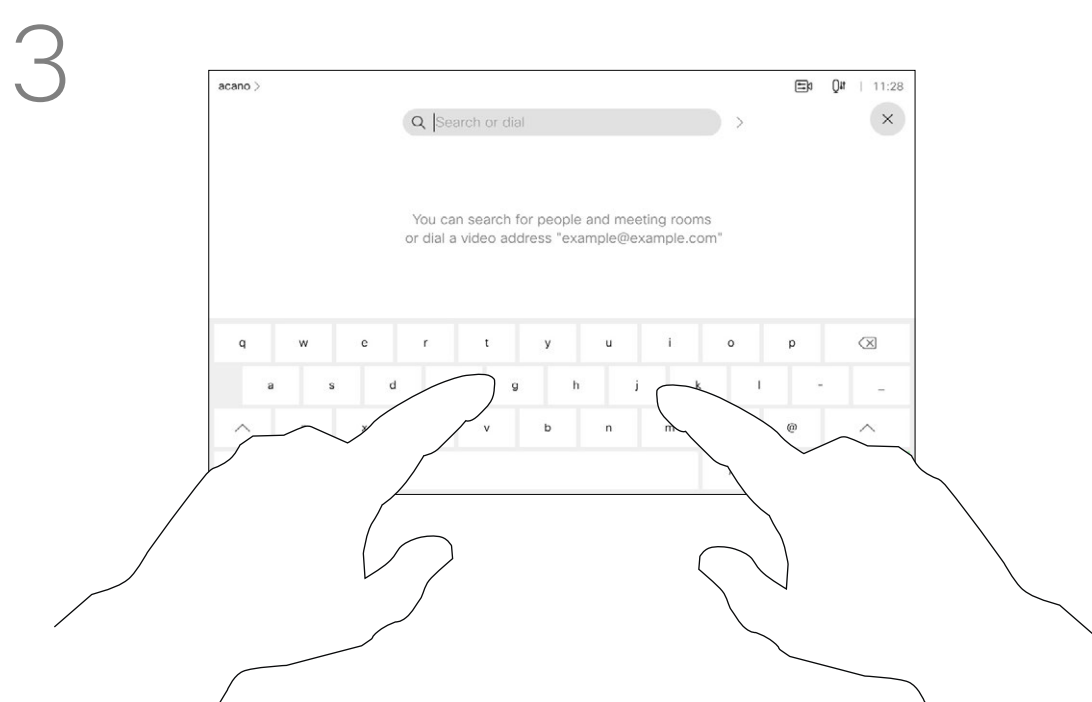 3
acano >
11:28
Search or dial
You can search for people and meeting rooms
or dial a video address "example@example.com"
q w e r t y u i o p
a s d g h j k l - _
v b n m @